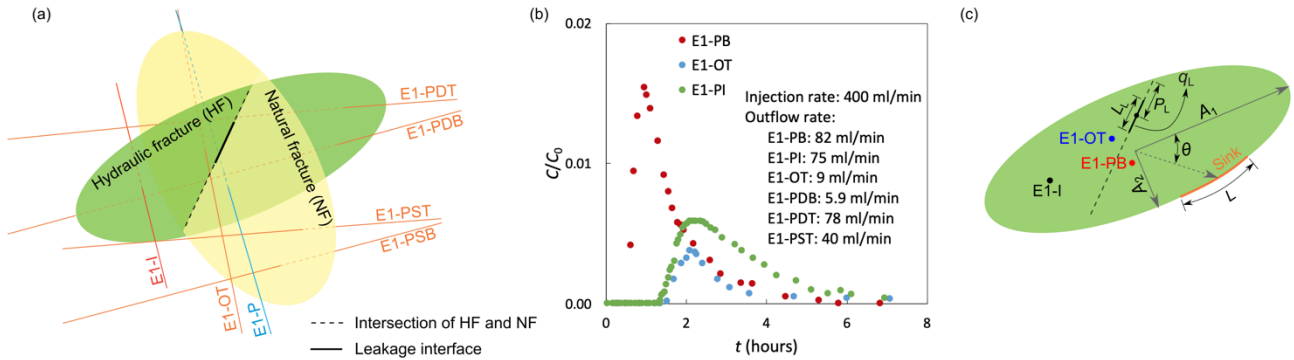 (a)
Hydraulic fracture (HF)
Natural fracture (NF)
E1-PDT
E1-PDB
E1-PST
E1-PSB
E1-I
E1-OT
E1-P
Intersection of HF and NF
Leakage interface
(b)
0.02
0.01
0.00
C/C0
0
2
4
6
8
t (hours)
E1-PB
E1-OT
E1-PI
Injection rate: 400 ml/min
Outflow rate:
E1-PB: 82 ml/min
E1-PI: 75 ml/min
E1-OT: 9 ml/min
E1-PDB: 5.9 ml/min
E1-PDT: 78 ml/min
E1-PST: 40 ml/min
(c)
qL
LL
PL
A1
E1-OT
θ
E1-PB
Sink
E1-I
A2
L